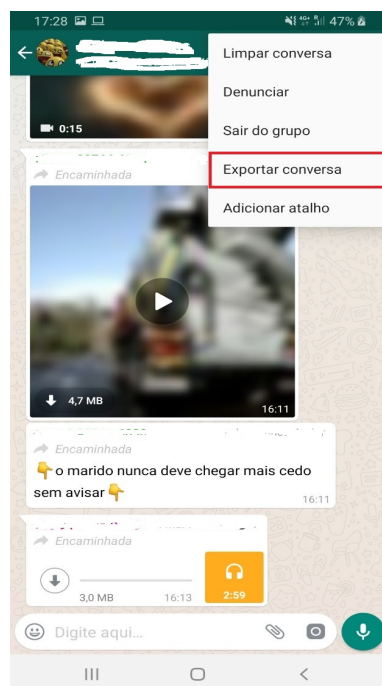 17:28 47%
Limpar conversa
Denunciar
Sair do grupo
Exportar conversa
Adicionar atalho
0:15
Encaminhada
4,7 MB
16:11
Encaminhada
👇o marido nunca deve chegar mais cedo
sem avisar👇
16:11
Encaminhada
3,0 MB 16:13 2:59
Digite aqui...